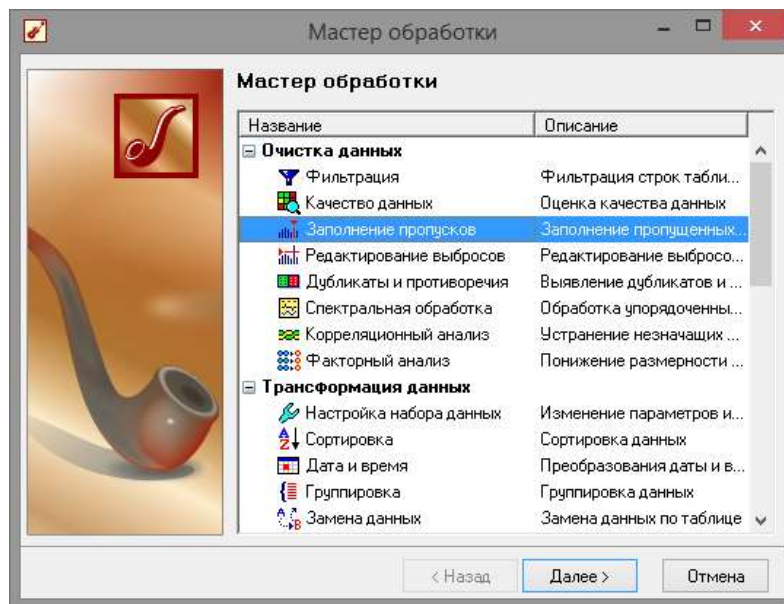 Мастер обработки
Мастер обработки
Название Описание
Очистка данных
Фильтрация Фильтрация строк табли...
Качество данных Оценка качества данных
Заполнение пропусков Заполнение пропущенных...
Редактирование выбросов Редактирование выбросо...
Дубликаты и противоречия Выявление дубликатов и ...
Спектральная обработка Обработка упорядоченны...
Корреляционный анализ Устранение незначащих ...
Факторный анализ Понижение размерности ...
Трансформация данных
Настройка набора данных Изменение параметров и...
Сортировка Сортировка данных
Дата и время Преобразования даты и в...
Группировка Группировка данных
Замена данных Замена данных по таблице
< Назад Далее > Отмена